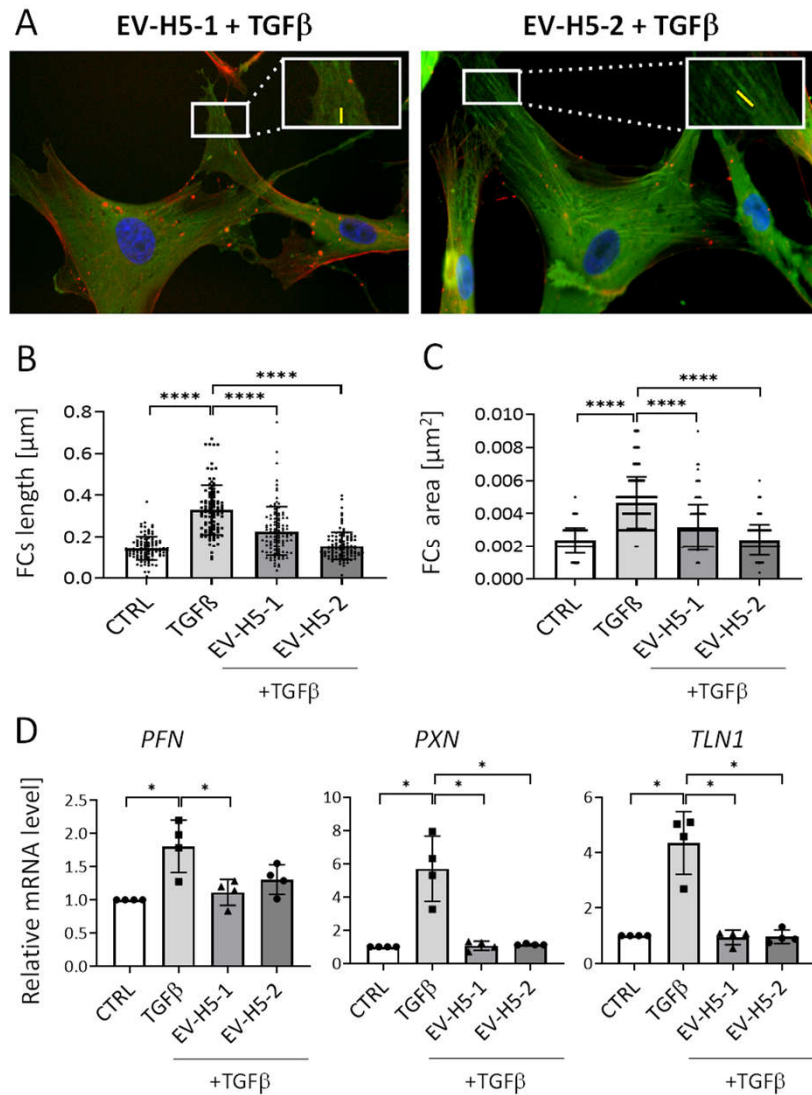 A
EV-H5-1 + TGFβ
EV-H5-2 + TGFβ
B
FCs length [µm]
0.8
0.6
0.4
0.2
0.0
****
****
****
CTRL
TGFß
EV-H5-1
EV-H5-2
+TGFβ
C
FCs area [µm²]
0.010
0.008
0.006
0.004
0.002
0.000
****
****
****
CTRL
TGFß
EV-H5-1
EV-H5-2
+TGFβ
D
Relative mRNA level]
PFN
2.5
2.0
1.5
1.0
0.5
0.0
*
*
CTRL
TGFβ
EV-H5-1
EV-H5-2
+TGFβ
PXN
10
8
6
4
2
0
*
*
*
CTRL
TGFβ
EV-H5-1
EV-H5-2
+TGFβ
TLN1
6
4
2
0
*
*
*
CTRL
TGFβ
EV-H5-1
EV-H5-2
+TGFβ